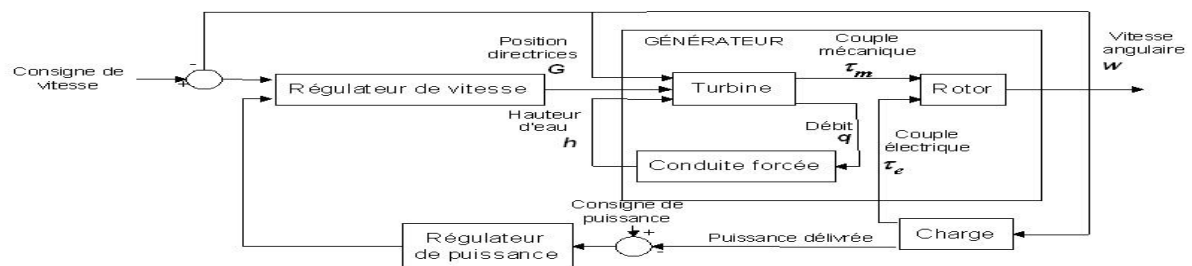 Consigne de
vitesse
-
+
Régulateur de vitesse
Position
directrices
G
Hauteur
d'eau
h
GÉNÉRATEUR
Turbine
Conduite forcée
Couple
mécanique
τm
Débit
q
Rotor
Couple
électrique
τe
Vitesse
angulaire
w
Consigne de
puissance
+
-
Régulateur
de puissance
Puissance délivrée
Charge